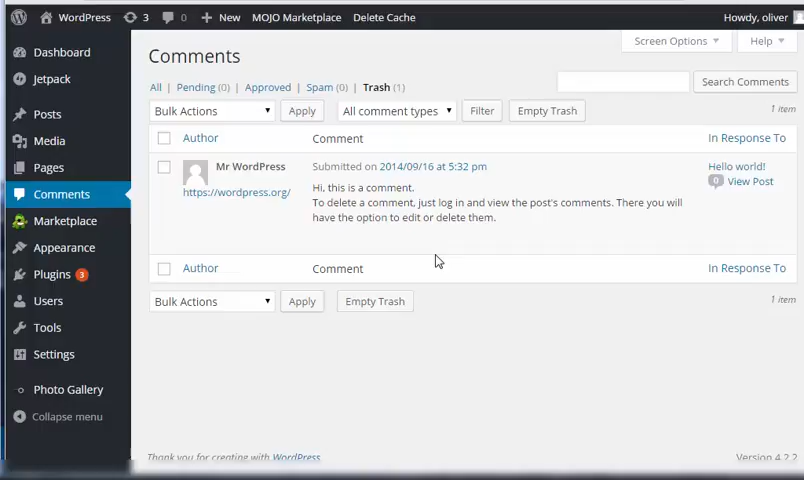 WordPress 3 0 + New MOJO Marketplace Delete Cache Howdy, oliver
Screen Options Help
Dashboard
Jetpack
Posts
Media
Pages
Comments
Marketplace
Appearance
Plugins 3
Users
Tools
Settings
Photo Gallery
Collapse menu
Comments
All | Pending (0) | Approved | Spam (0) | Trash (1)
Search Comments
Bulk Actions Apply All comment types Filter Empty Trash 1 item
Author Comment In Response To
Mr WordPress
https://wordpress.org/
Submitted on 2014/09/16 at 5:32 pm
Hi, this is a comment.
To delete a comment, just log in and view the post's comments. There you will
have the option to edit or delete them.
Hello world!
0 View Post
Author Comment In Response To
Bulk Actions Apply Empty Trash 1 item
Thank you for creating with WordPress Version 4.2.2